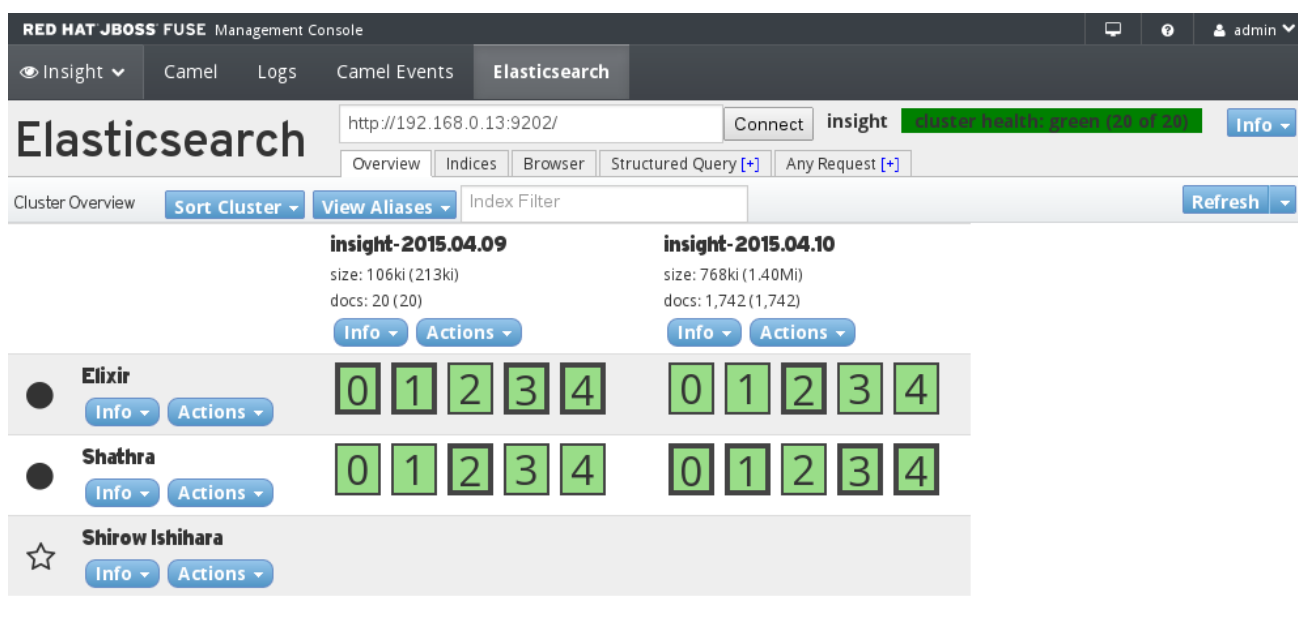 RED HAT JBOSS FUSE Management Console admin
Insight Camel Logs Camel Events Elasticsearch
Elasticsearch http://192.168.0.13:9202/ Connect insight cluster health: green (20 of 20) Info
Overview Indices Browser Structured Query [+] Any Request [+]
Cluster Overview Sort Cluster View Aliases Index Filter Refresh
insight-2015.04.09 insight-2015.04.10
size: 106ki (213ki) size: 768ki (1.40Mi)
docs: 20 (20) docs: 1,742 (1,742)
Info Actions Info Actions
Elixir
0 1 2 3 4 0 1 2 3 4
Info Actions
Shathra
0 1 2 3 4 0 1 2 3 4
Info Actions
Shirow Ishihara
Info Actions